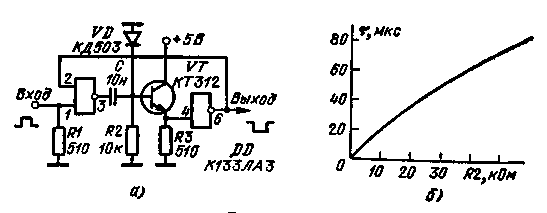 VD
КД503
+5В
VT
КТ312
C
10н
Вход
2
1
3
4
6
Выход
R1
510
R2
10к
R3
510
DD
К133ЛА3
а)
τ, мкс
80
60
40
20
0
10
20
30
R2, кОм
б)